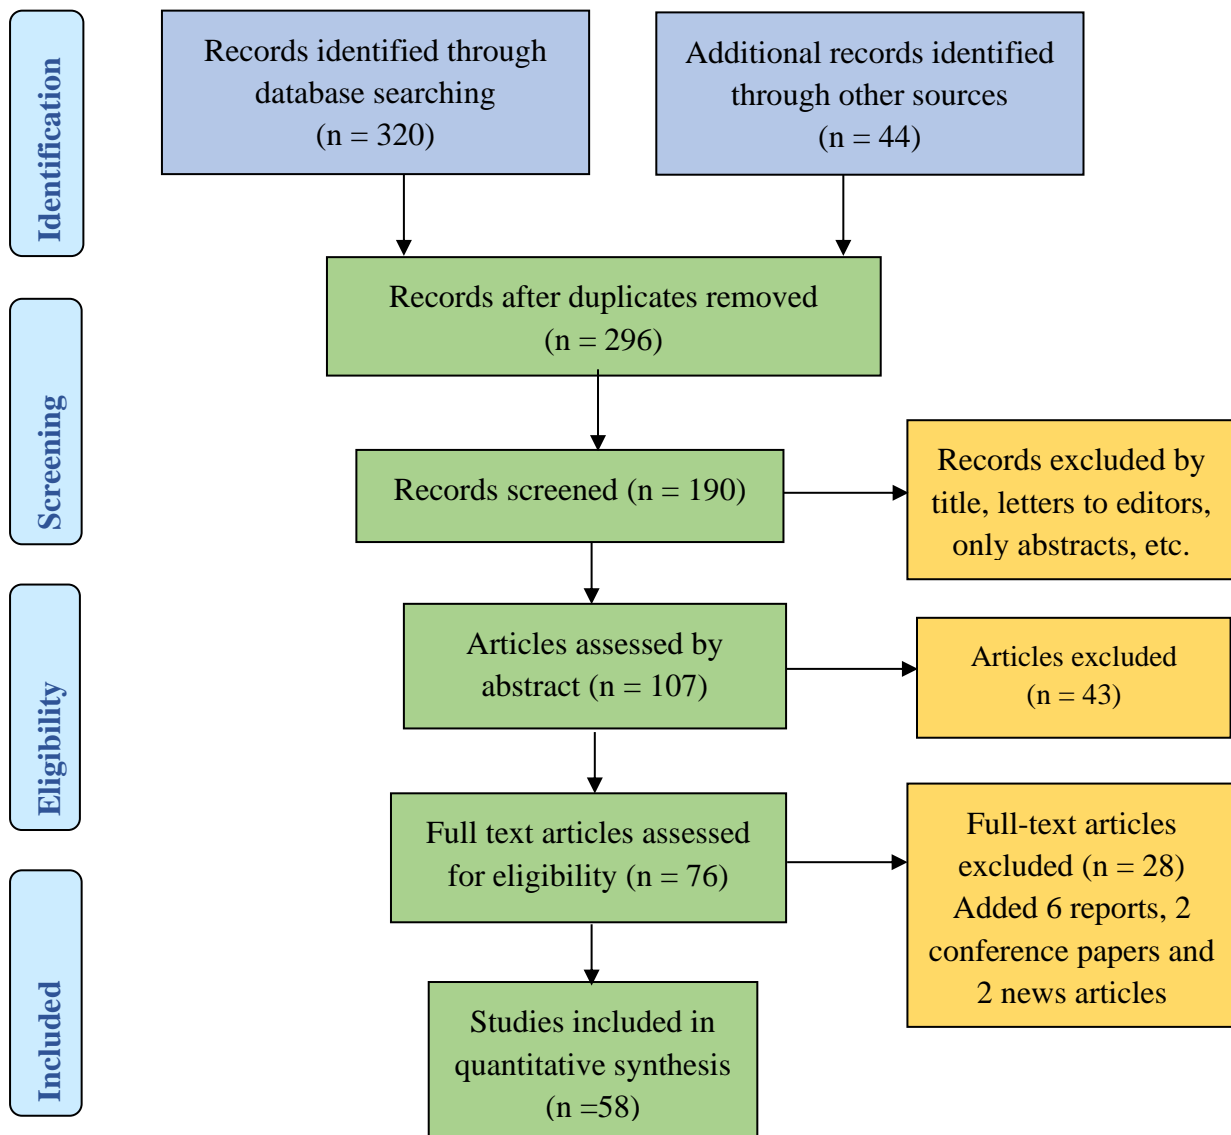 Identification
Records identified through
database searching
(n = 320)
Additional records identified
through other sources
(n = 44)
Records after duplicates removed
(n = 296)
Screening
Records screened (n = 190)
Records excluded by
title, letters to editors,
only abstracts, etc.
Eligibility
Articles assessed by
abstract (n = 107)
Articles excluded
(n = 43)
Full text articles assessed
for eligibility (n = 76)
Full-text articles
excluded (n = 28)
Added 6 reports, 2
conference papers and
2 news articles
Included
Studies included in
quantitative synthesis
(n =58)